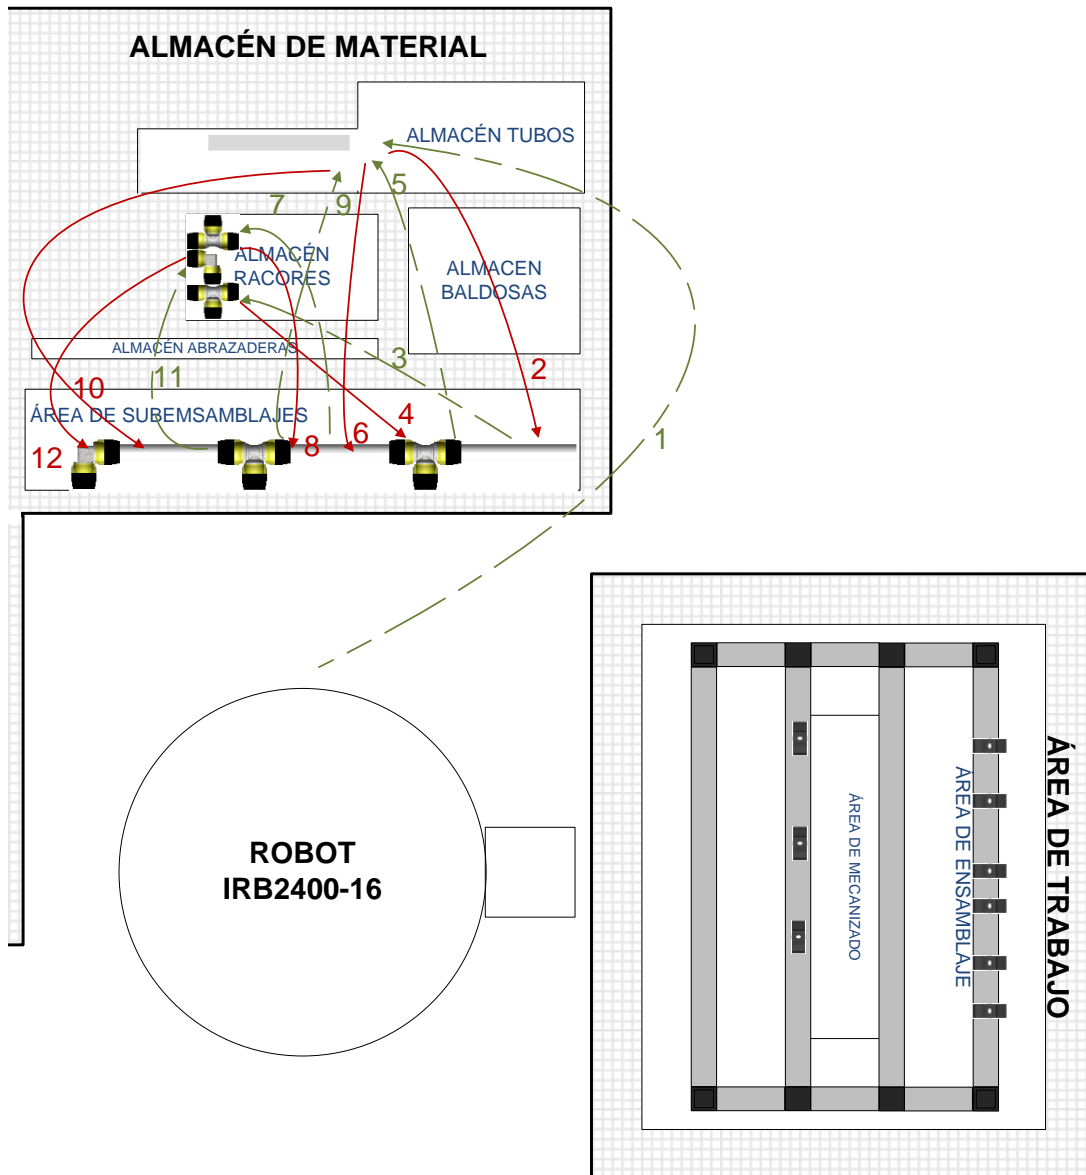 ALMACÉN DE MATERIAL
ALMACÉN TUBOS
5
7
9
ALMACÉN
RACORES
ALMACEN
BALDOSAS
1
ALMACÉN ABRAZADERAS
3
2
11
10
ÁREA DE SUBEMSAMBLAJES
4
12
8
6
ROBOT
IRB2400-16
ÁREA DE MECANIZADO
ÁREA DE ENSAMBLAJE
ÁREA DE TRABAJO